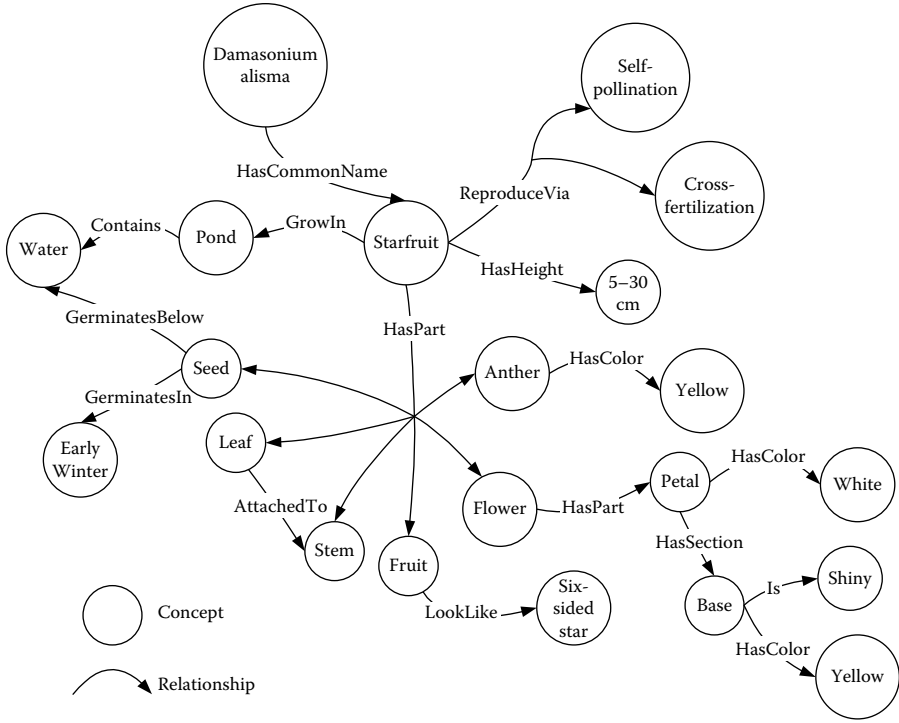 Damasonium
alisma
Self-
pollination
HasCommonName
ReproduceVia
Cross-
fertilization
Water
Contains
Pond
GrowIn
Starfruit
HasHeight
5–30
cm
GerminatesBelow
HasPart
Seed
Anther
HasColor
Yellow
GerminatesIn
Early
Winter
Leaf
AttachedTo
Stem
Fruit
Flower
HasPart
Petal
HasColor
White
HasSection
LookLike
Six-
sided
star
Base
Is
Shiny
HasColor
Yellow
Concept
Relationship